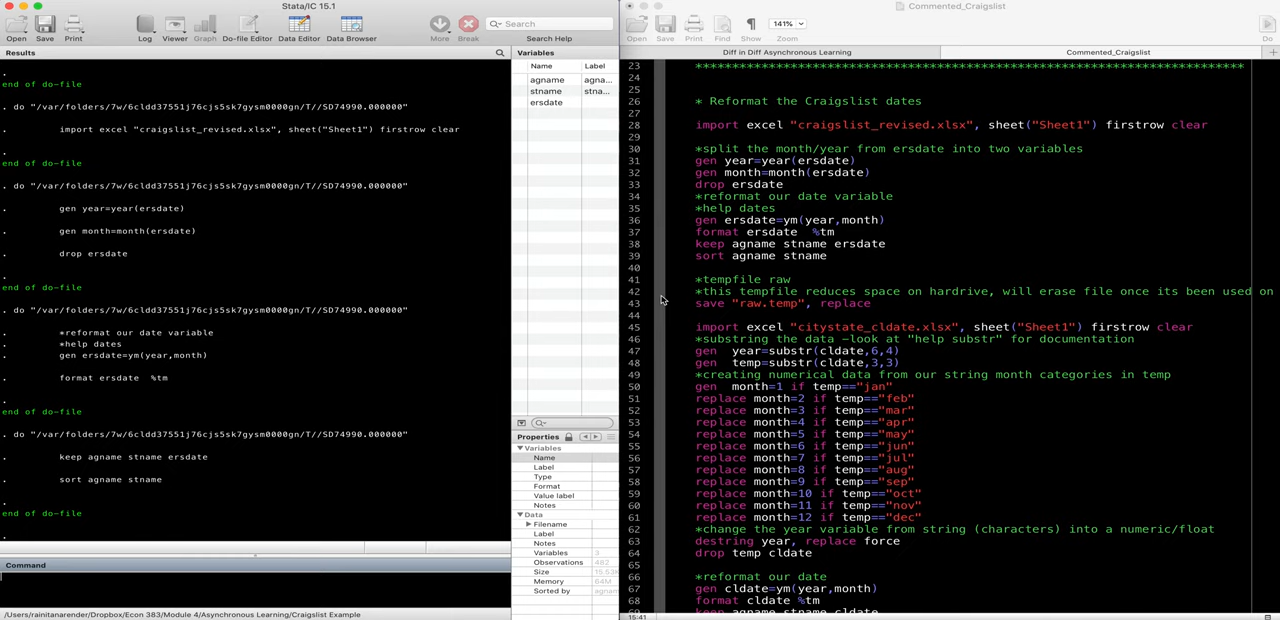 Stata/IC 15.1
Open Save Print Log Viewer Graph Do-file Editor Data Editor Data Browser More Break Search Search Help
Results
.
end of do-file
. do "/var/folders/7w/6cldd37551j76cjs5sk7gysm0000gn/T//SD74990.000000"
. import excel "craigslist_revised.xlsx", sheet("Sheet1") firstrow clear
.
end of do-file
. do "/var/folders/7w/6cldd37551j76cjs5sk7gysm0000gn/T//SD74990.000000"
. gen year=year(ersdate)
. gen month=month(ersdate)
. drop ersdate
.
end of do-file
. do "/var/folders/7w/6cldd37551j76cjs5sk7gysm0000gn/T//SD74990.000000"
. *reformat our date variable
. *help dates
. gen ersdate=ym(year,month)
. format ersdate  %tm
.
end of do-file
. do "/var/folders/7w/6cldd37551j76cjs5sk7gysm0000gn/T//SD74990.000000"
. keep agname stname ersdate
. sort agname stname
.
end of do-file
.
Command
/Users/rainitanarender/Dropbox/Econ 383/Module 4/Asynchronous Learning/Craigslist Example
Variables
Name Label
agname agna...
stname stna...
ersdate
Properties
Variables
Name
Label
Type
Format
Value label
Notes
Data
Filename
Label
Notes
Variables 3
Observations 482
Size 15.53K
Memory 64M
Sorted by agnam
Commented_Craigslist
Open Save Print Find Show 141% Zoom Do
Diff in Diff Asynchronous Learning Commented_Craigslist
23 ******************************************************************************
24
25
26 * Reformat the Craigslist dates
27
28 import excel "craigslist_revised.xlsx", sheet("Sheet1") firstrow clear
29
30 *split the month/year from ersdate into two variables
31 gen year=year(ersdate)
32 gen month=month(ersdate)
33 drop ersdate
34 *reformat our date variable
35 *help dates
36 gen ersdate=ym(year,month)
37 format ersdate  %tm
38 keep agname stname ersdate
39 sort agname stname
40
41 *tempfile raw
42 *this tempfile reduces space on hardrive, will erase file once its been used on
43 save "raw.temp", replace
44
45 import excel "citystate_cldate.xlsx", sheet("Sheet1") firstrow clear
46 *substring the data -look at "help substr" for documentation
47 gen  year=substr(cldate,6,4)
48 gen  temp=substr(cldate,3,3)
49 *creating numerical data from our string month categories in temp
50 gen  month=1 if temp=="jan"
51 replace month=2 if temp=="feb"
52 replace month=3 if temp=="mar"
53 replace month=4 if temp=="apr"
54 replace month=5 if temp=="may"
55 replace month=6 if temp=="jun"
56 replace month=7 if temp=="jul"
57 replace month=8 if temp=="aug"
58 replace month=9 if temp=="sep"
59 replace month=10 if temp=="oct"
60 replace month=11 if temp=="nov"
61 replace month=12 if temp=="dec"
62 *change the year variable from string (characters) into a numeric/float
63 destring year, replace force
64 drop temp cldate
65
66 *reformat our date
67 gen cldate=ym(year,month)
68 format cldate %tm
69 keep agname stname cldate
15:41